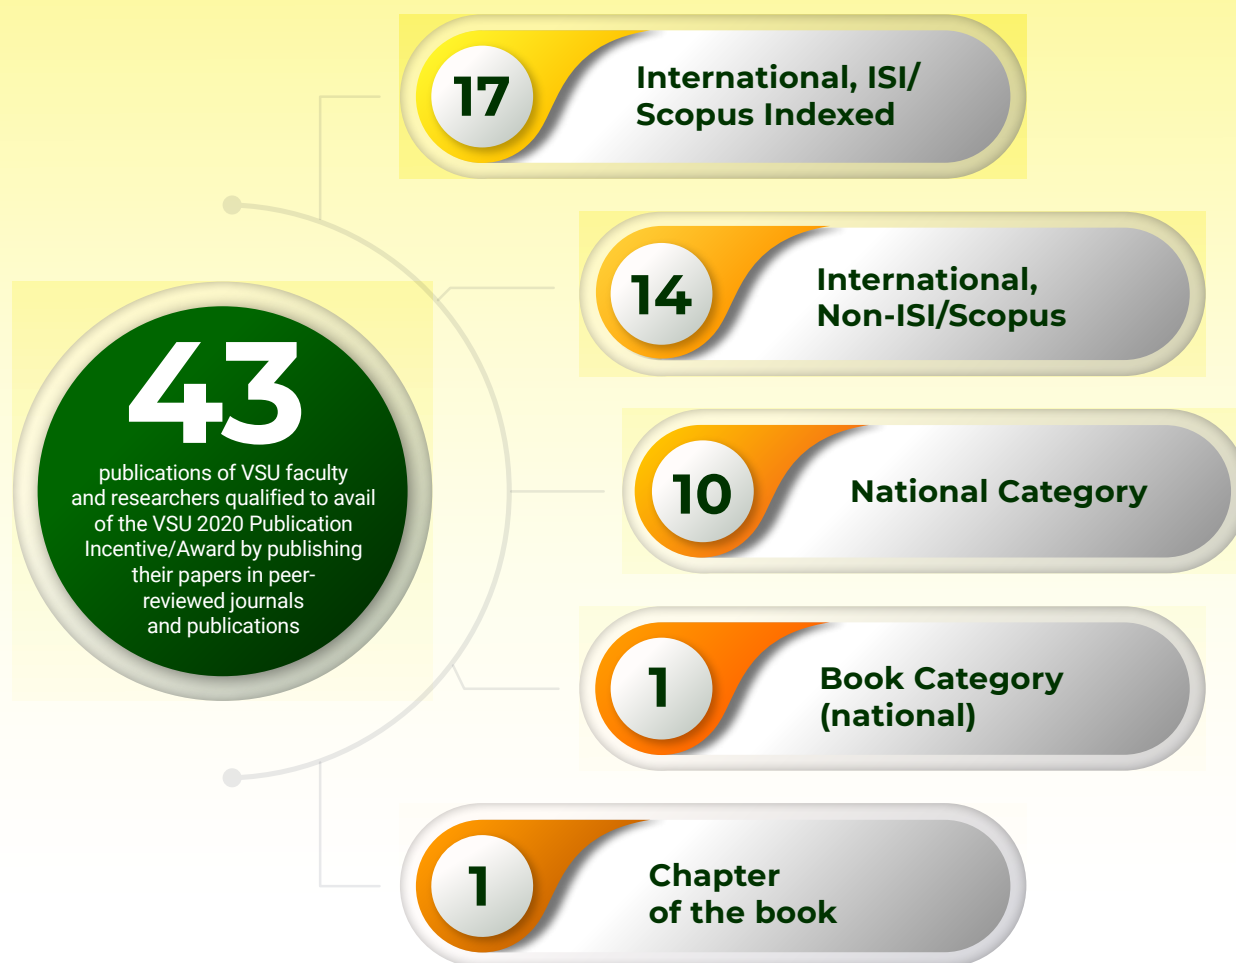 43
publications of VSU faculty
and researchers qualified to avail
of the VSU 2020 Publication
Incentive/Award by publishing
their papers in peer-
reviewed journals
and publications
17
International, ISI/
Scopus Indexed
14
International,
Non-ISI/Scopus
10
National Category
1
Book Category
(national)
1
Chapter
of the book